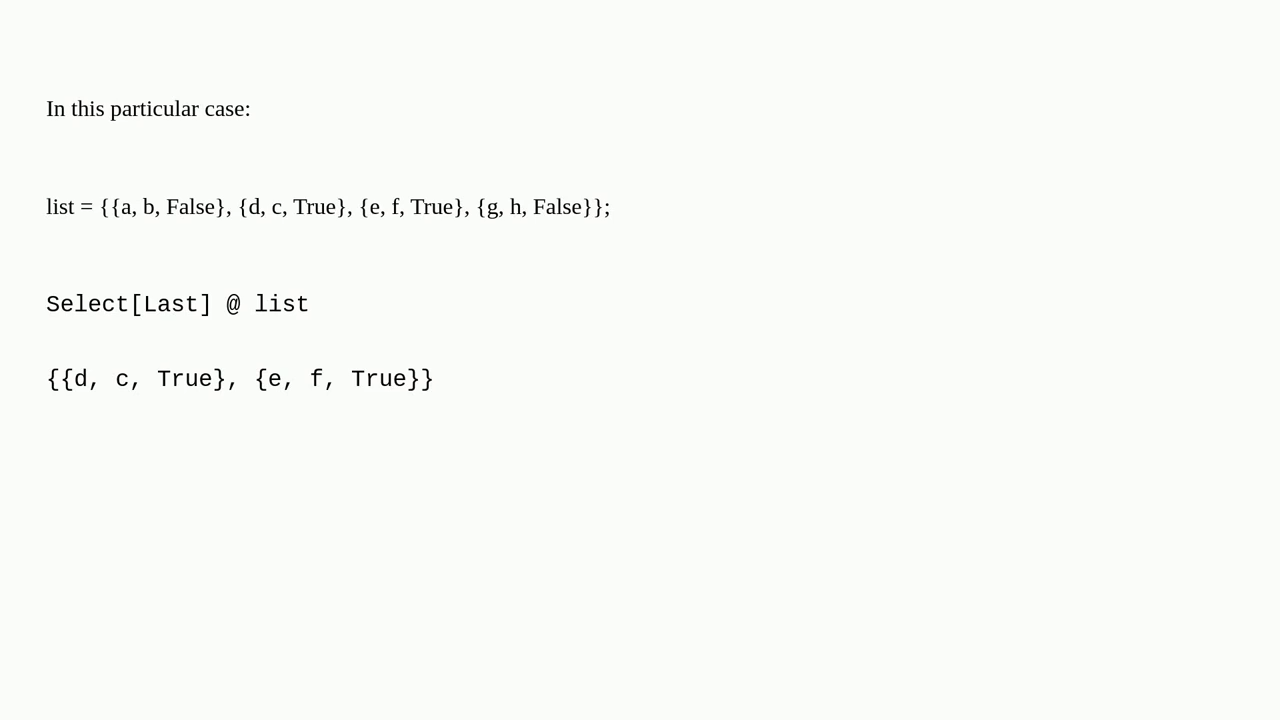 In this particular case:
list = {{a, b, False}, {d, c, True}, {e, f, True}, {g, h, False}};
Select[Last] @ list
{{d, c, True}, {e, f, True}}